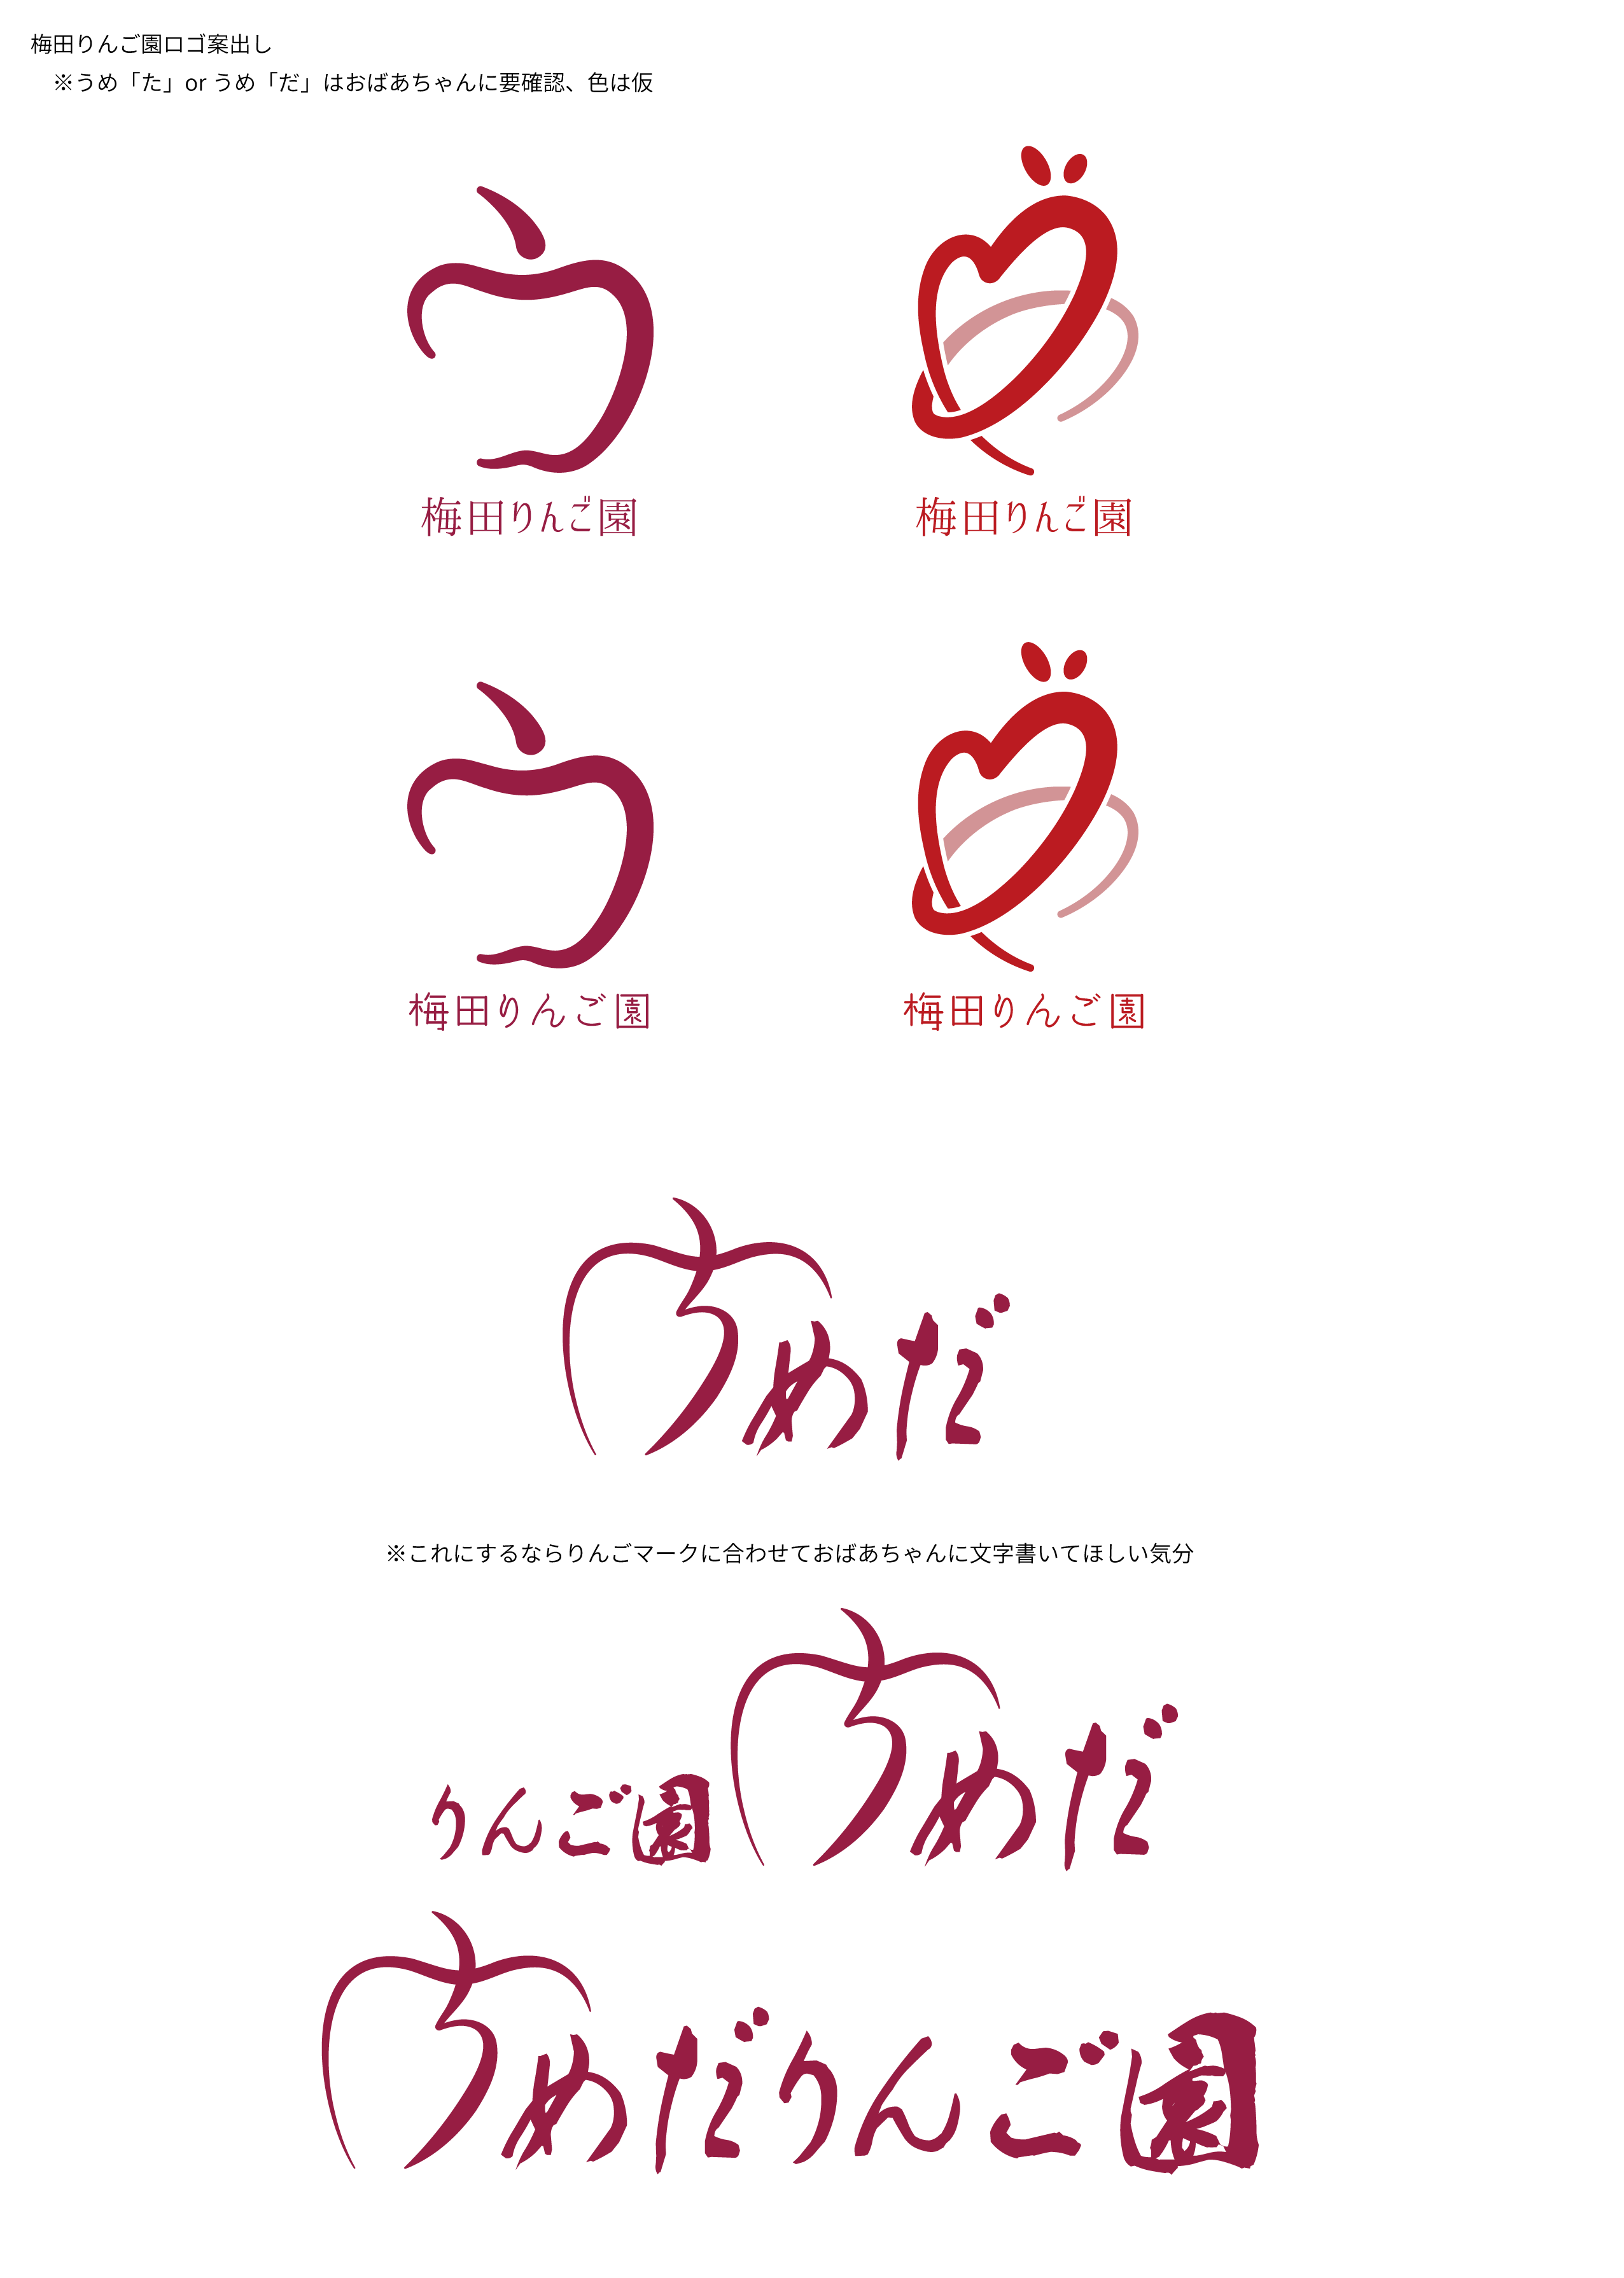 梅田りんご園ロゴ案出し
※うめ「た」or うめ「だ」はおばあちゃんに要確認、色は仮
う
め
梅田りんご園
梅田りんご園
う
め
梅田りんご園
梅田りんご園
うめだ
※これにするならりんごマークに合わせておばあちゃんに文字書いてほしい気分
りんご園うめだ
うめだりんご園